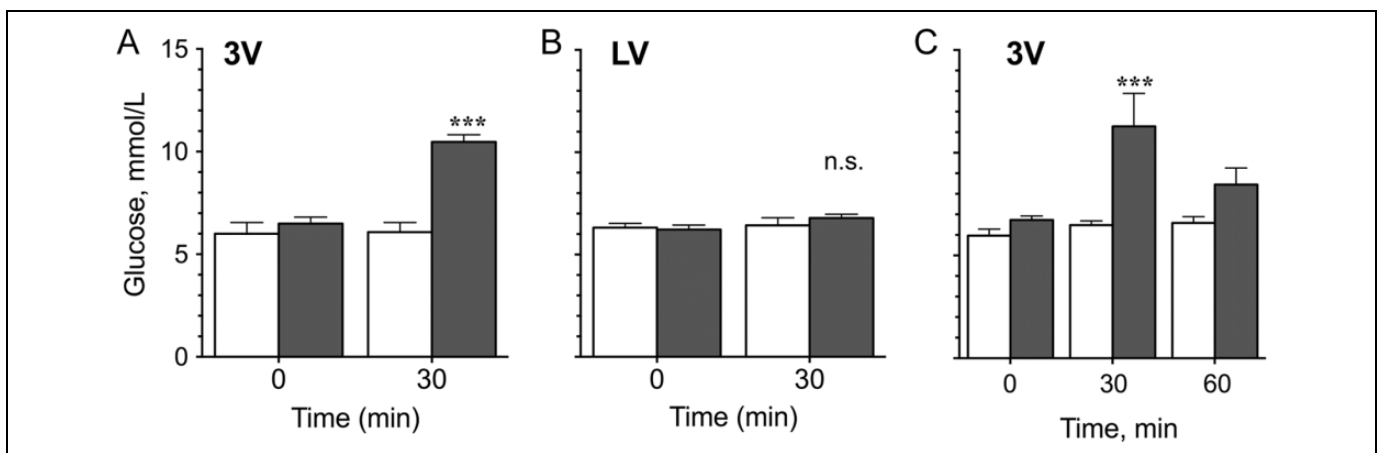 A 3V
B LV
C 3V
Glucose, mmol/L
15
10
5
0
***
n.s.
***
0 30
0 30
0 30 60
Time (min)
Time (min)
Time, min